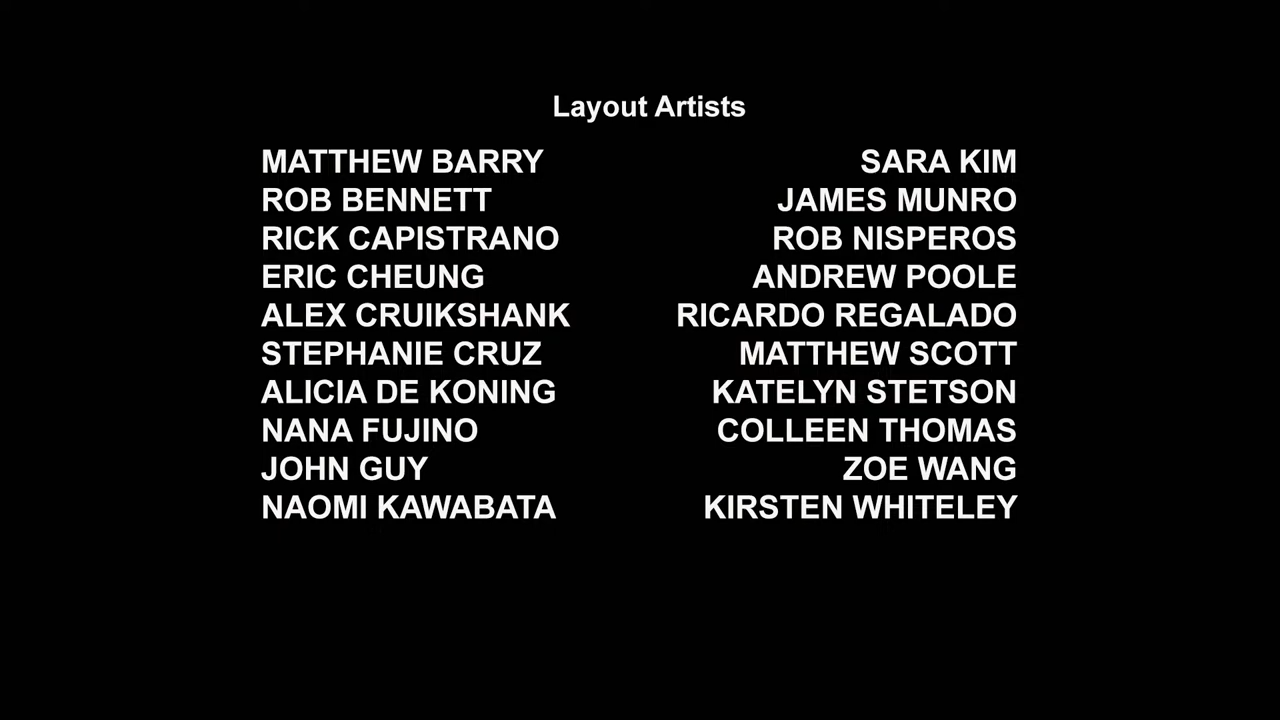 Layout Artists
MATTHEW BARRY SARA KIM
ROB BENNETT JAMES MUNRO
RICK CAPISTRANO ROB NISPEROS
ERIC CHEUNG ANDREW POOLE
ALEX CRUIKSHANK RICARDO REGALADO
STEPHANIE CRUZ MATTHEW SCOTT
ALICIA DE KONING KATELYN STETSON
NANA FUJINO COLLEEN THOMAS
JOHN GUY ZOE WANG
NAOMI KAWABATA KIRSTEN WHITELEY